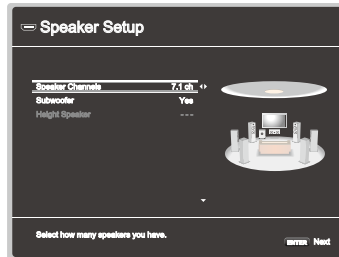 Speaker Setup
Speaker Channels 7.1 ch
Subwoofer Yes
Height Speaker ---
Select how many speakers you have.
ENTER Next